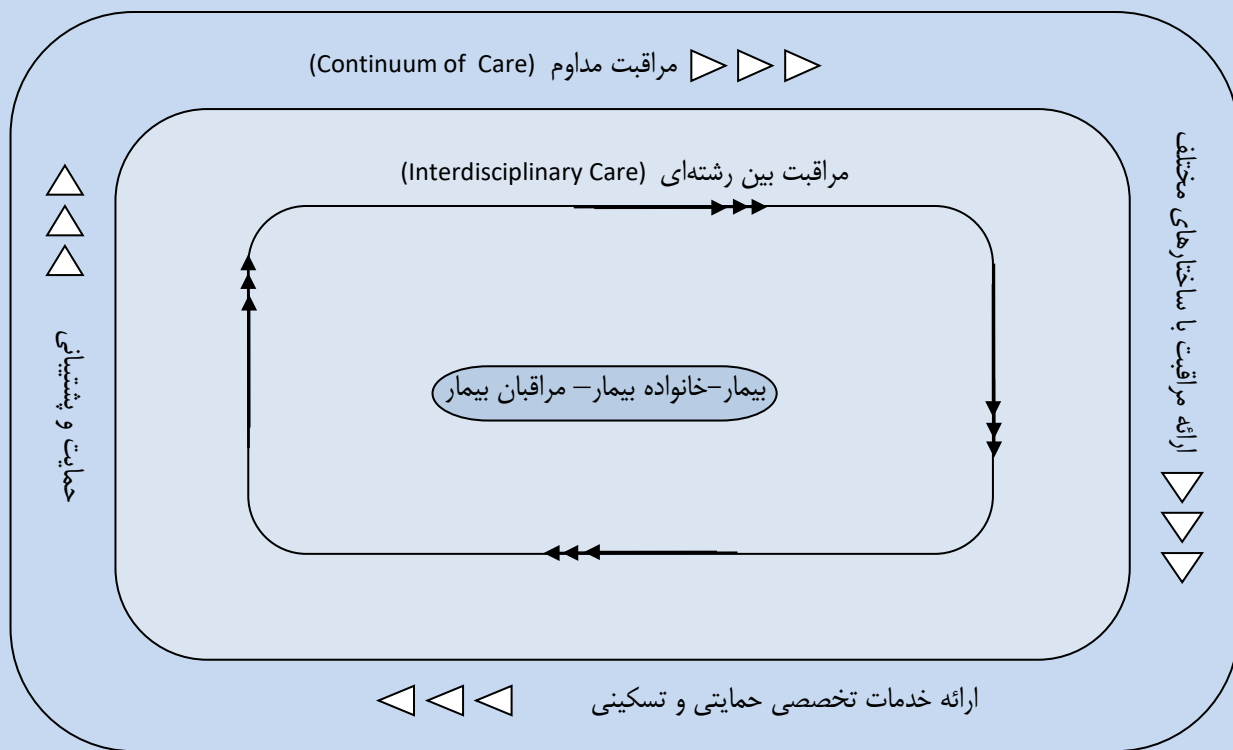 مراقبت مداوم (Continuum of Care)
مراقبت بین رشته‌ای (Interdisciplinary Care)
ارائه مراقبت با ساختارهای مختلف
حمایت و پشتیبانی
بیمار-خانواده بیمار– مراقبان بیمار
ارائه خدمات تخصصی حمایتی و تسکینی